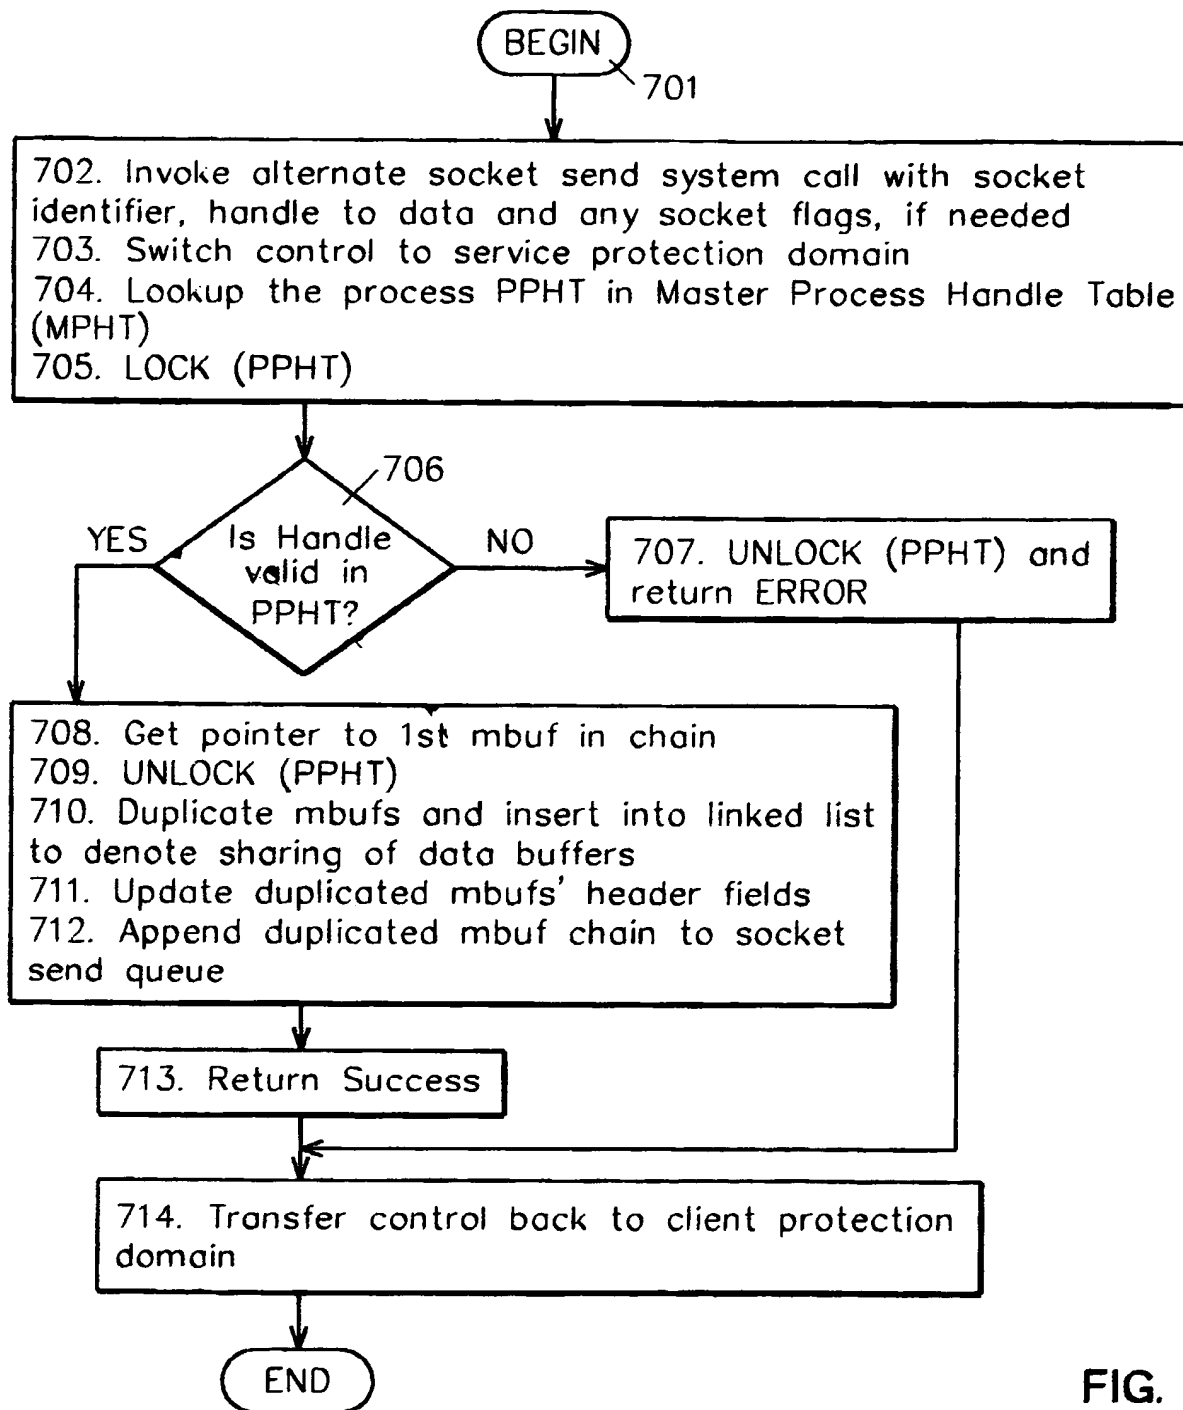 BEGIN
701
702. Invoke alternate socket send system call with socket
identifier, handle to data and any socket flags, if needed
703. Switch control to service protection domain
704. Lookup the process PPHT in Master Process Handle Table
(MPHT)
705. LOCK (PPHT)
706
YES
Is Handle
valid in
PPHT?
NO
707. UNLOCK (PPHT) and
return ERROR
708. Get pointer to 1st mbuf in chain
709. UNLOCK (PPHT)
710. Duplicate mbufs and insert into linked list
to denote sharing of data buffers
711. Update duplicated mbufs' header fields
712. Append duplicated mbuf chain to socket
send queue
713. Return Success
714. Transfer control back to client protection
domain
END
FIG.